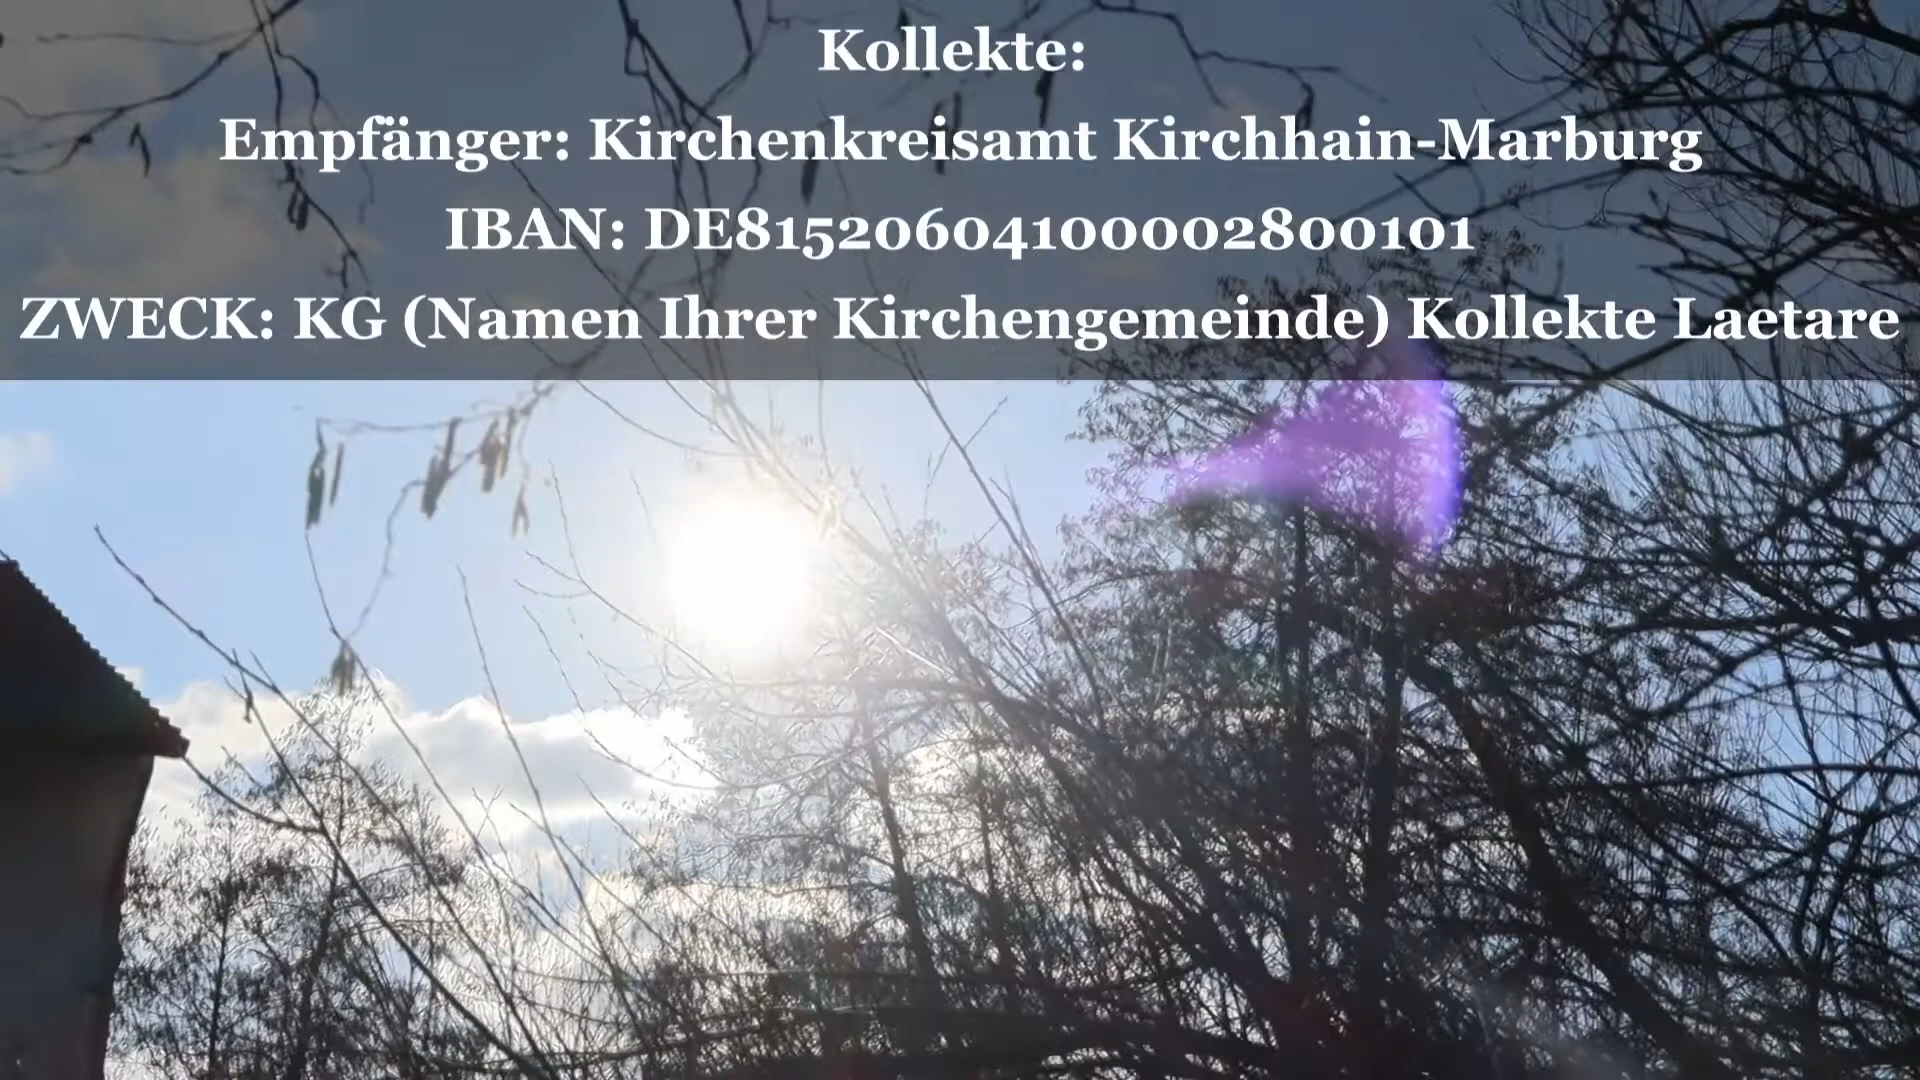 Kollekte:
Empfänger: Kirchenkreisamt Kirchhain-Marburg
IBAN: DE81520604100002800101
ZWECK: KG (Namen Ihrer Kirchengemeinde) Kollekte Laetare